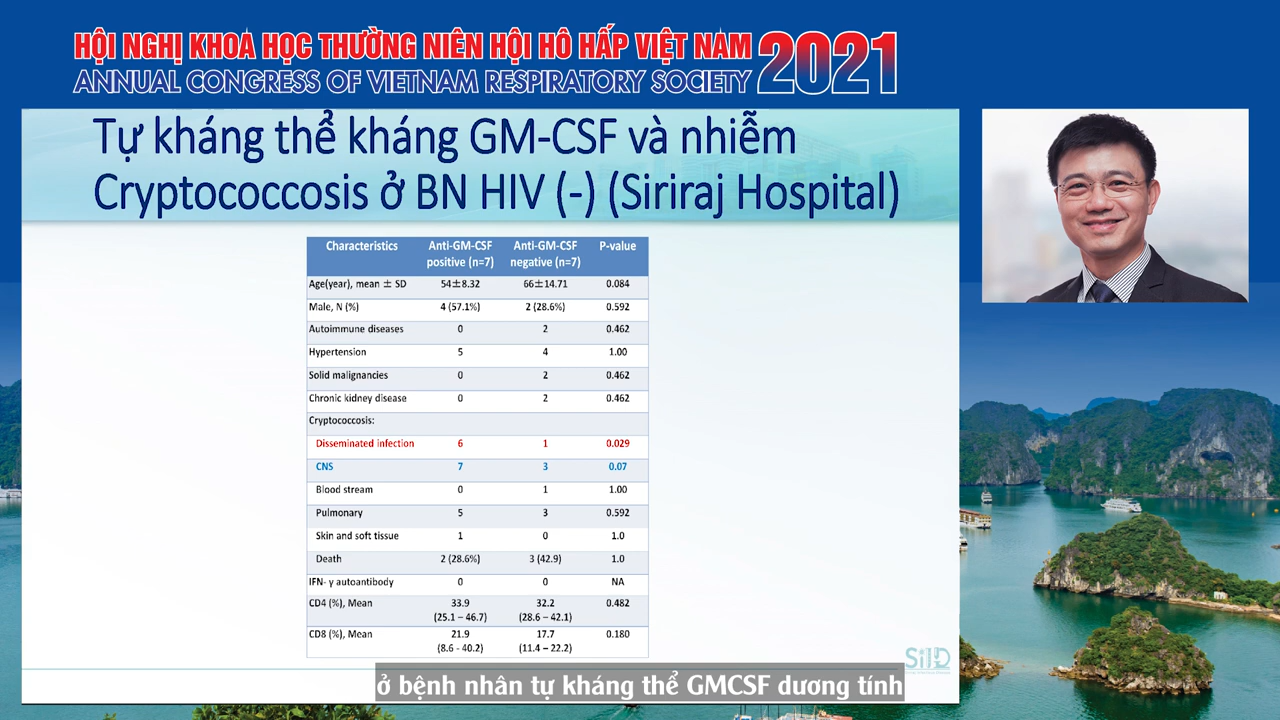 HỘI NGHỊ KHOA HỌC THƯỜNG NIÊN HỘI HÔ HẤP VIỆT NAM 2021
ANNUAL CONGRESS OF VIETNAM RESPIRATORY SOCIETY
Tự kháng thể kháng GM-CSF và nhiễm
Cryptococcosis ở BN HIV (-) (Siriraj Hospital)
Characteristics Anti-GM-CSF positive (n=7) Anti-GM-CSF negative (n=7) P-value
Age(year), mean ± SD 54±8.32 66±14.71 0.084
Male, N (%) 4 (57.1%) 2 (28.6%) 0.592
Autoimmune diseases 0 2 0.462
Hypertension 5 4 1.00
Solid malignancies 0 2 0.462
Chronic kidney disease 0 2 0.462
Cryptococcosis:
Disseminated infection 6 1 0.029
CNS 7 3 0.07
Blood stream 0 1 1.00
Pulmonary 5 3 0.592
Skin and soft tissue 1 0 1.0
Death 2 (28.6%) 3 (42.9) 1.0
IFN- γ autoantibody 0 0 NA
CD4 (%), Mean 33.9 32.2 0.482
(25.1 – 46.7) (28.6 – 42.1)
CD8 (%), Mean 21.9 17.7 0.180
(8.6 - 40.2) (11.4 – 22.2)
SiID
ở bệnh nhân tự kháng thể GMCSF dương tính